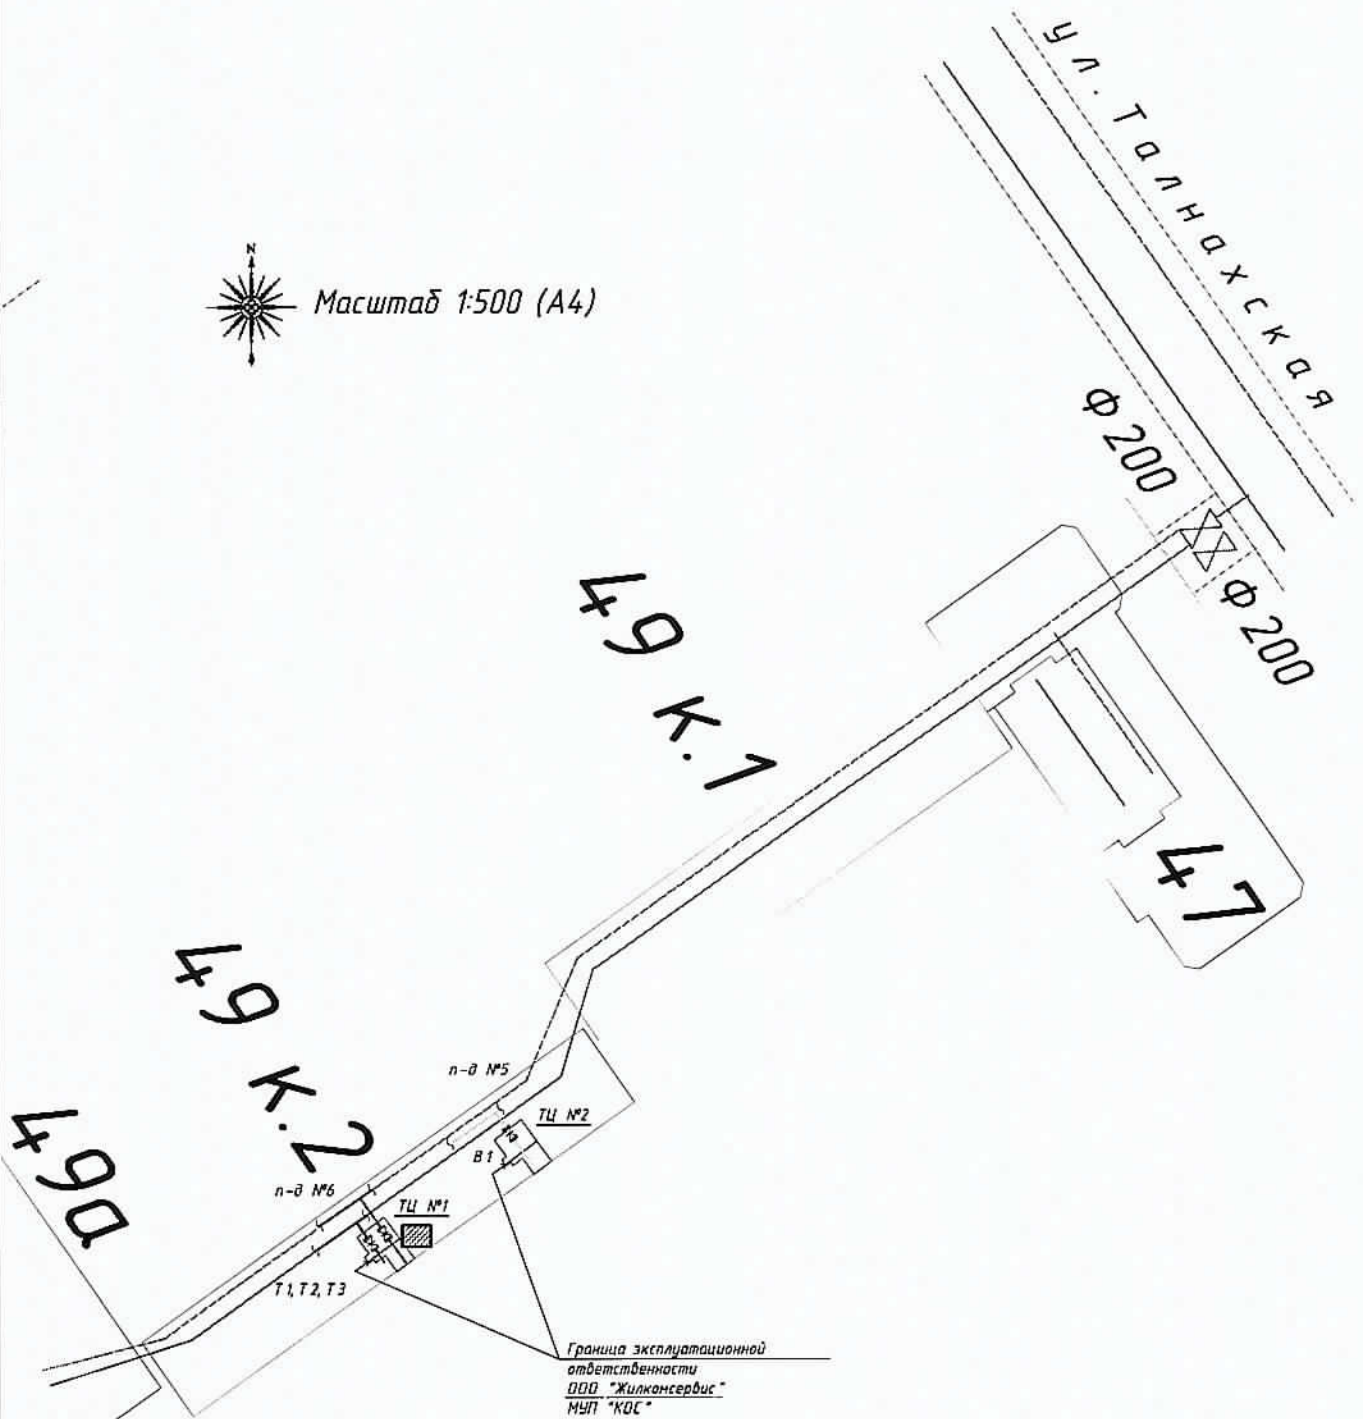 ул. Талнахская
N
Масштаб 1:500 (А4)
Ф 200
Ф 200
49 К.1
47
49 К.2
49а
п-д №5
ТЦ №2
В1
п-д №6
ТЦ №1
Т1, Т2, Т3
Граница эксплуатационной
ответственности
ООО "Жилкомсервис"
МУП "КОС"